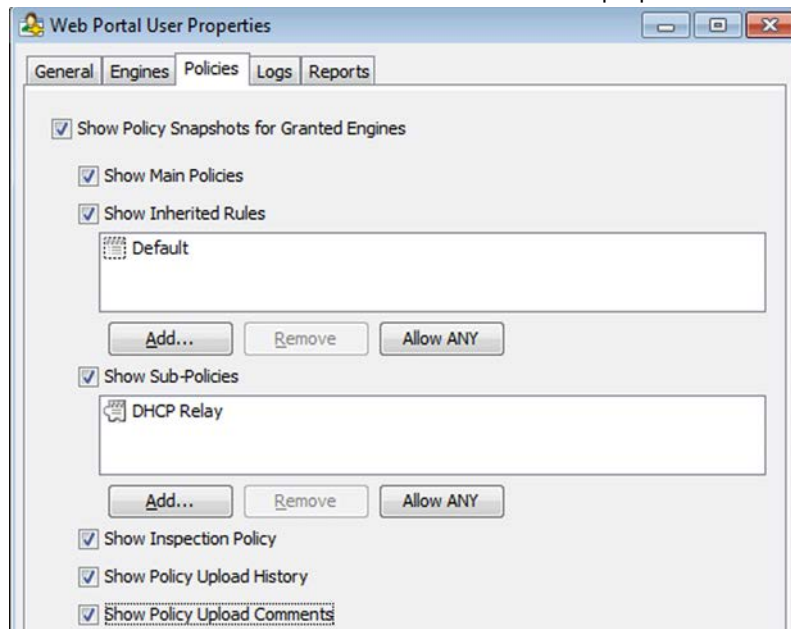 Web Portal User Properties
General Engines Policies Logs Reports
Show Policy Snapshots for Granted Engines
Show Main Policies
Show Inherited Rules
Default
Add... Remove Allow ANY
Show Sub-Policies
DHCP Relay
Add... Remove Allow ANY
Show Inspection Policy
Show Policy Upload History
Show Policy Upload Comments